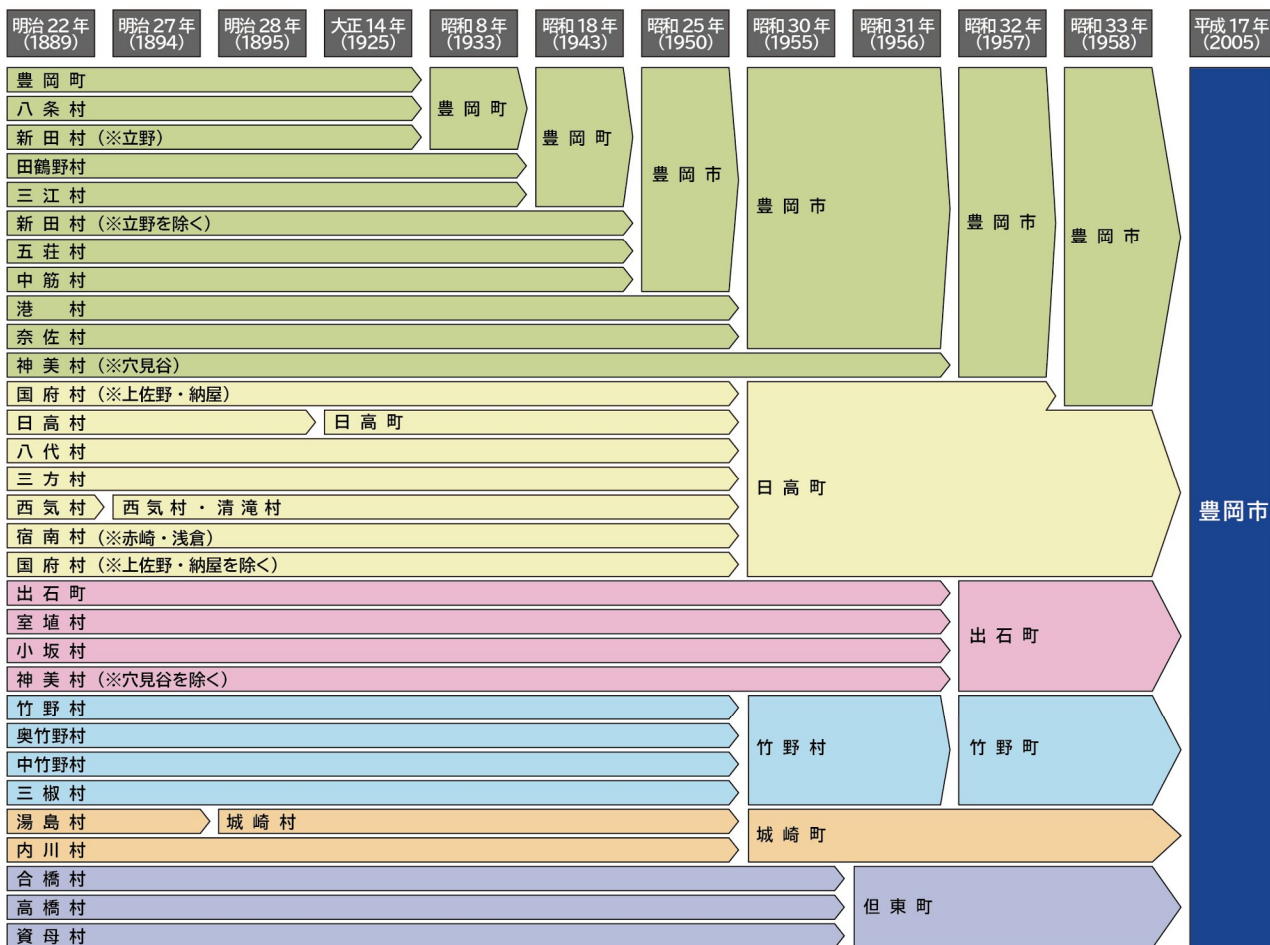 明治22年 (1889)
明治27年 (1894)
明治28年 (1895)
大正14年 (1925)
昭和8年 (1933)
昭和18年 (1943)
昭和25年 (1950)
昭和30年 (1955)
昭和31年 (1956)
昭和32年 (1957)
昭和33年 (1958)
平成17年 (2005)
豊岡町
八条村
新田村(※立野)
豊岡町
田鶴野村
三江村
豊岡町
新田村(※立野を除く)
五荘村
中筋村
豊岡市
港 村
奈佐村
豊岡市
神美村(※穴見谷)
豊岡市
豊岡市
国府村(※上佐野・納屋)
日高村
日高町
八代村
三方村
西気村
西気村・清滝村
宿南村(※赤崎・浅倉)
国府村(※上佐野・納屋を除く)
日高町
出石町
室埴村
小坂村
神美村(※穴見谷を除く)
出石町
竹野村
奥竹野村
中竹野村
三椒村
竹野村
竹野町
湯島村
城崎村
内川村
城崎町
合橋村
高橋村
資母村
但東町
豊岡市